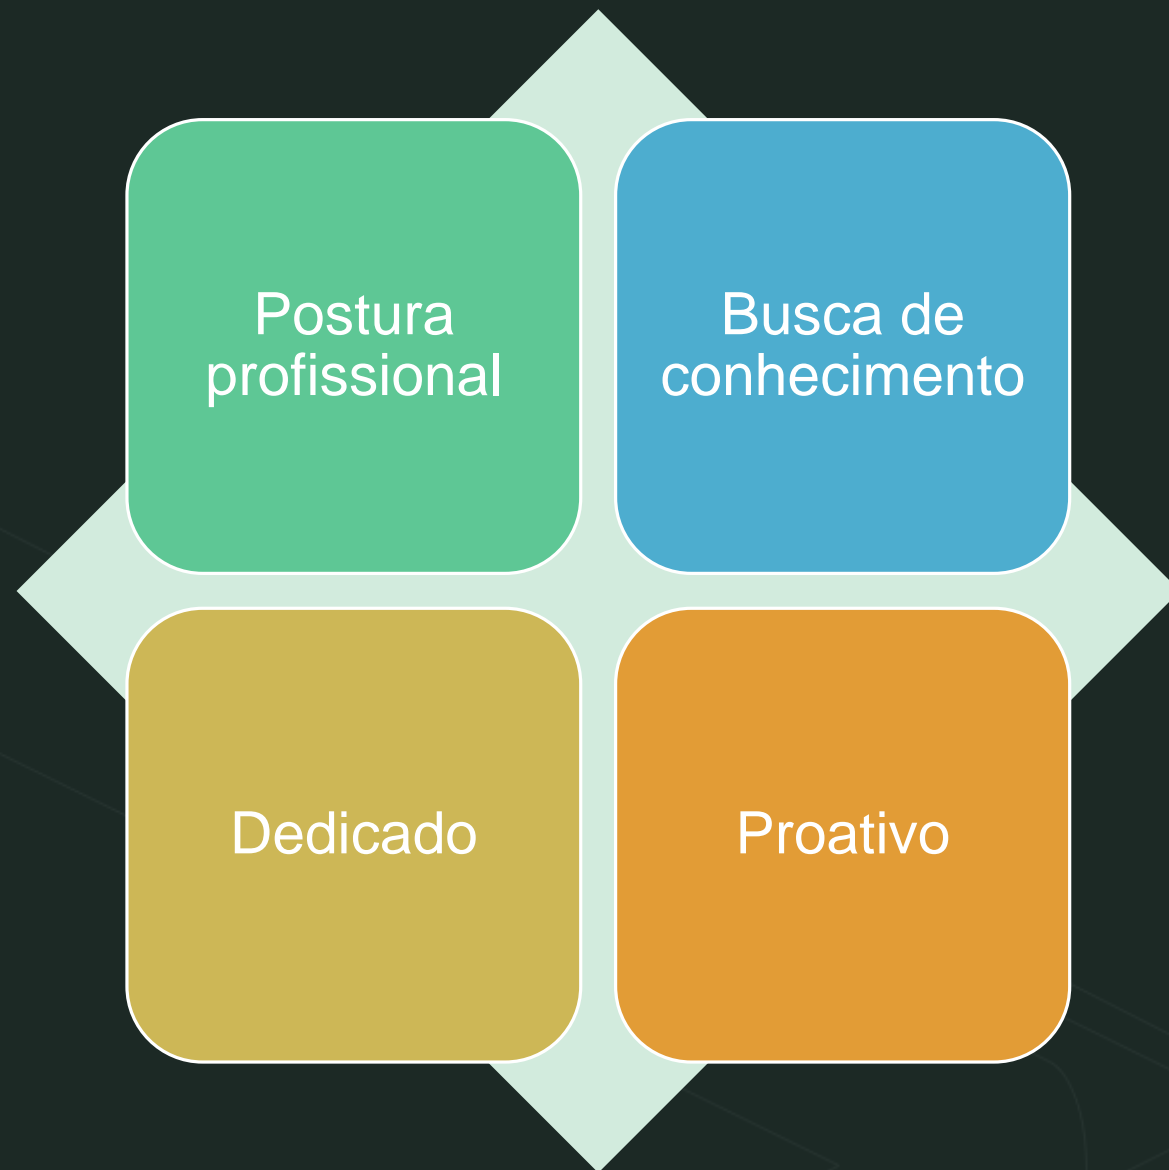 Postura
profissional
Busca de
conhecimento
Dedicado
Proativo